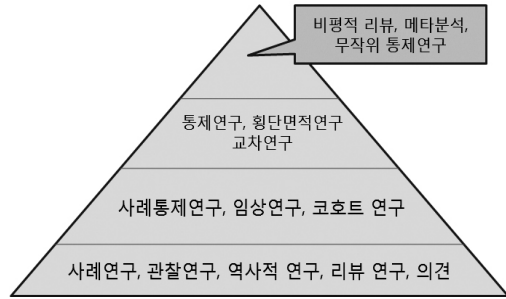 비평적 리뷰, 메타분석,
무작위 통제연구
통제연구, 횡단면적연구
교차연구
사례통제연구, 임상연구, 코호트 연구
사례연구, 관찰연구, 역사적 연구, 리뷰 연구, 의견